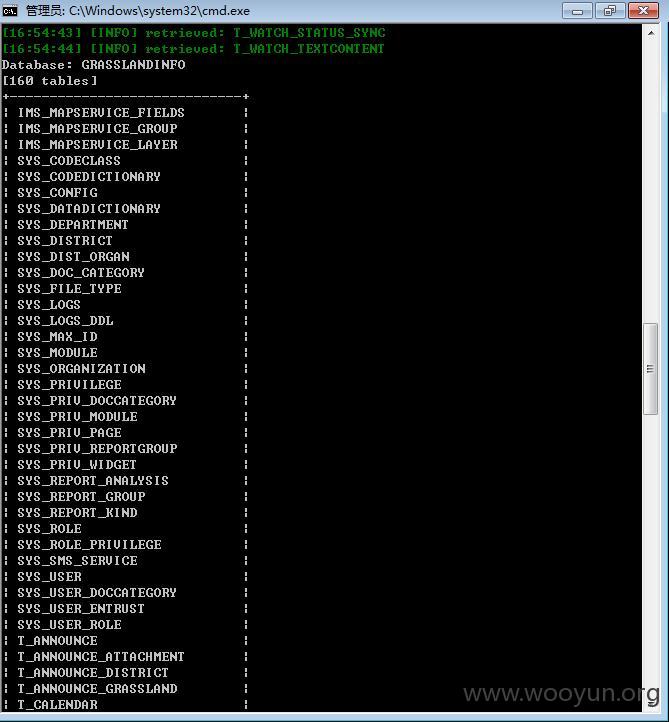 管理员: C:\Windows\system32\cmd.exe
[16:54:43] [INFO] retrieved: T_WATCH_STATUS_SYNC
[16:54:44] [INFO] retrieved: T_WATCH_TEXTCONTENT
Database: GRASSLANDINFO
[160 tables]
+------------------------------+
¦ IMS_MAPSERVICE_FIELDS ¦
¦ IMS_MAPSERVICE_GROUP ¦
¦ IMS_MAPSERVICE_LAYER ¦
¦ SYS_CODECLASS ¦
¦ SYS_CODEDICTIONARY ¦
¦ SYS_CONFIG ¦
¦ SYS_DATADICTIONARY ¦
¦ SYS_DEPARTMENT ¦
¦ SYS_DISTRICT ¦
¦ SYS_DIST_ORGAN ¦
¦ SYS_DOC_CATEGORY ¦
¦ SYS_FILE_TYPE ¦
¦ SYS_LOGS ¦
¦ SYS_LOGS_DDL ¦
¦ SYS_MAX_ID ¦
¦ SYS_MODULE ¦
¦ SYS_ORGANIZATION ¦
¦ SYS_PRIVILEGE ¦
¦ SYS_PRIV_DOCCATEGORY ¦
¦ SYS_PRIV_MODULE ¦
¦ SYS_PRIV_PAGE ¦
¦ SYS_PRIV_REPORTGROUP ¦
¦ SYS_PRIV_WIDGET ¦
¦ SYS_REPORT_ANALYSIS ¦
¦ SYS_REPORT_GROUP ¦
¦ SYS_REPORT_KIND ¦
¦ SYS_ROLE ¦
¦ SYS_ROLE_PRIVILEGE ¦
¦ SYS_SMS_SERVICE ¦
¦ SYS_USER ¦
¦ SYS_USER_DOCCATEGORY ¦
¦ SYS_USER_ENTRUST ¦
¦ SYS_USER_ROLE ¦
¦ T_ANNOUNCE ¦
¦ T_ANNOUNCE_ATTACHMENT ¦
¦ T_ANNOUNCE_DISTRICT ¦
¦ T_ANNOUNCE_GRASSLAND ¦
¦ T_CALENDAR ¦
www.wooyun.org